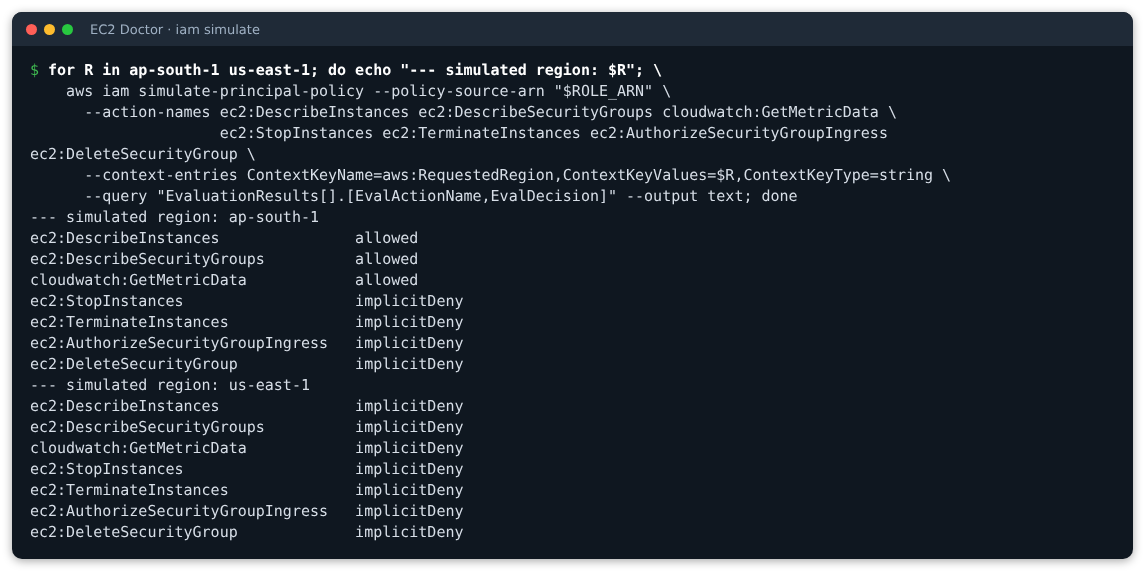 EC2 Doctor · iam simulate
$ for R in ap-south-1 us-east-1; do echo "--- simulated region: $R"; \
aws iam simulate-principal-policy --policy-source-arn "$ROLE_ARN" \
--action-names ec2:DescribeInstances ec2:DescribeSecurityGroups cloudwatch:GetMetricData \
ec2:StopInstances ec2:TerminateInstances ec2:AuthorizeSecurityGroupIngress
ec2:DeleteSecurityGroup \
--context-entries ContextKeyName=aws:RequestedRegion,ContextKeyValues=$R,ContextKeyType=string \
--query "EvaluationResults[].[EvalActionName,EvalDecision]" --output text; done
--- simulated region: ap-south-1
ec2:DescribeInstances allowed
ec2:DescribeSecurityGroups allowed
cloudwatch:GetMetricData allowed
ec2:StopInstances implicitDeny
ec2:TerminateInstances implicitDeny
ec2:AuthorizeSecurityGroupIngress implicitDeny
ec2:DeleteSecurityGroup implicitDeny
--- simulated region: us-east-1
ec2:DescribeInstances implicitDeny
ec2:DescribeSecurityGroups implicitDeny
cloudwatch:GetMetricData implicitDeny
ec2:StopInstances implicitDeny
ec2:TerminateInstances implicitDeny
ec2:AuthorizeSecurityGroupIngress implicitDeny
ec2:DeleteSecurityGroup implicitDeny